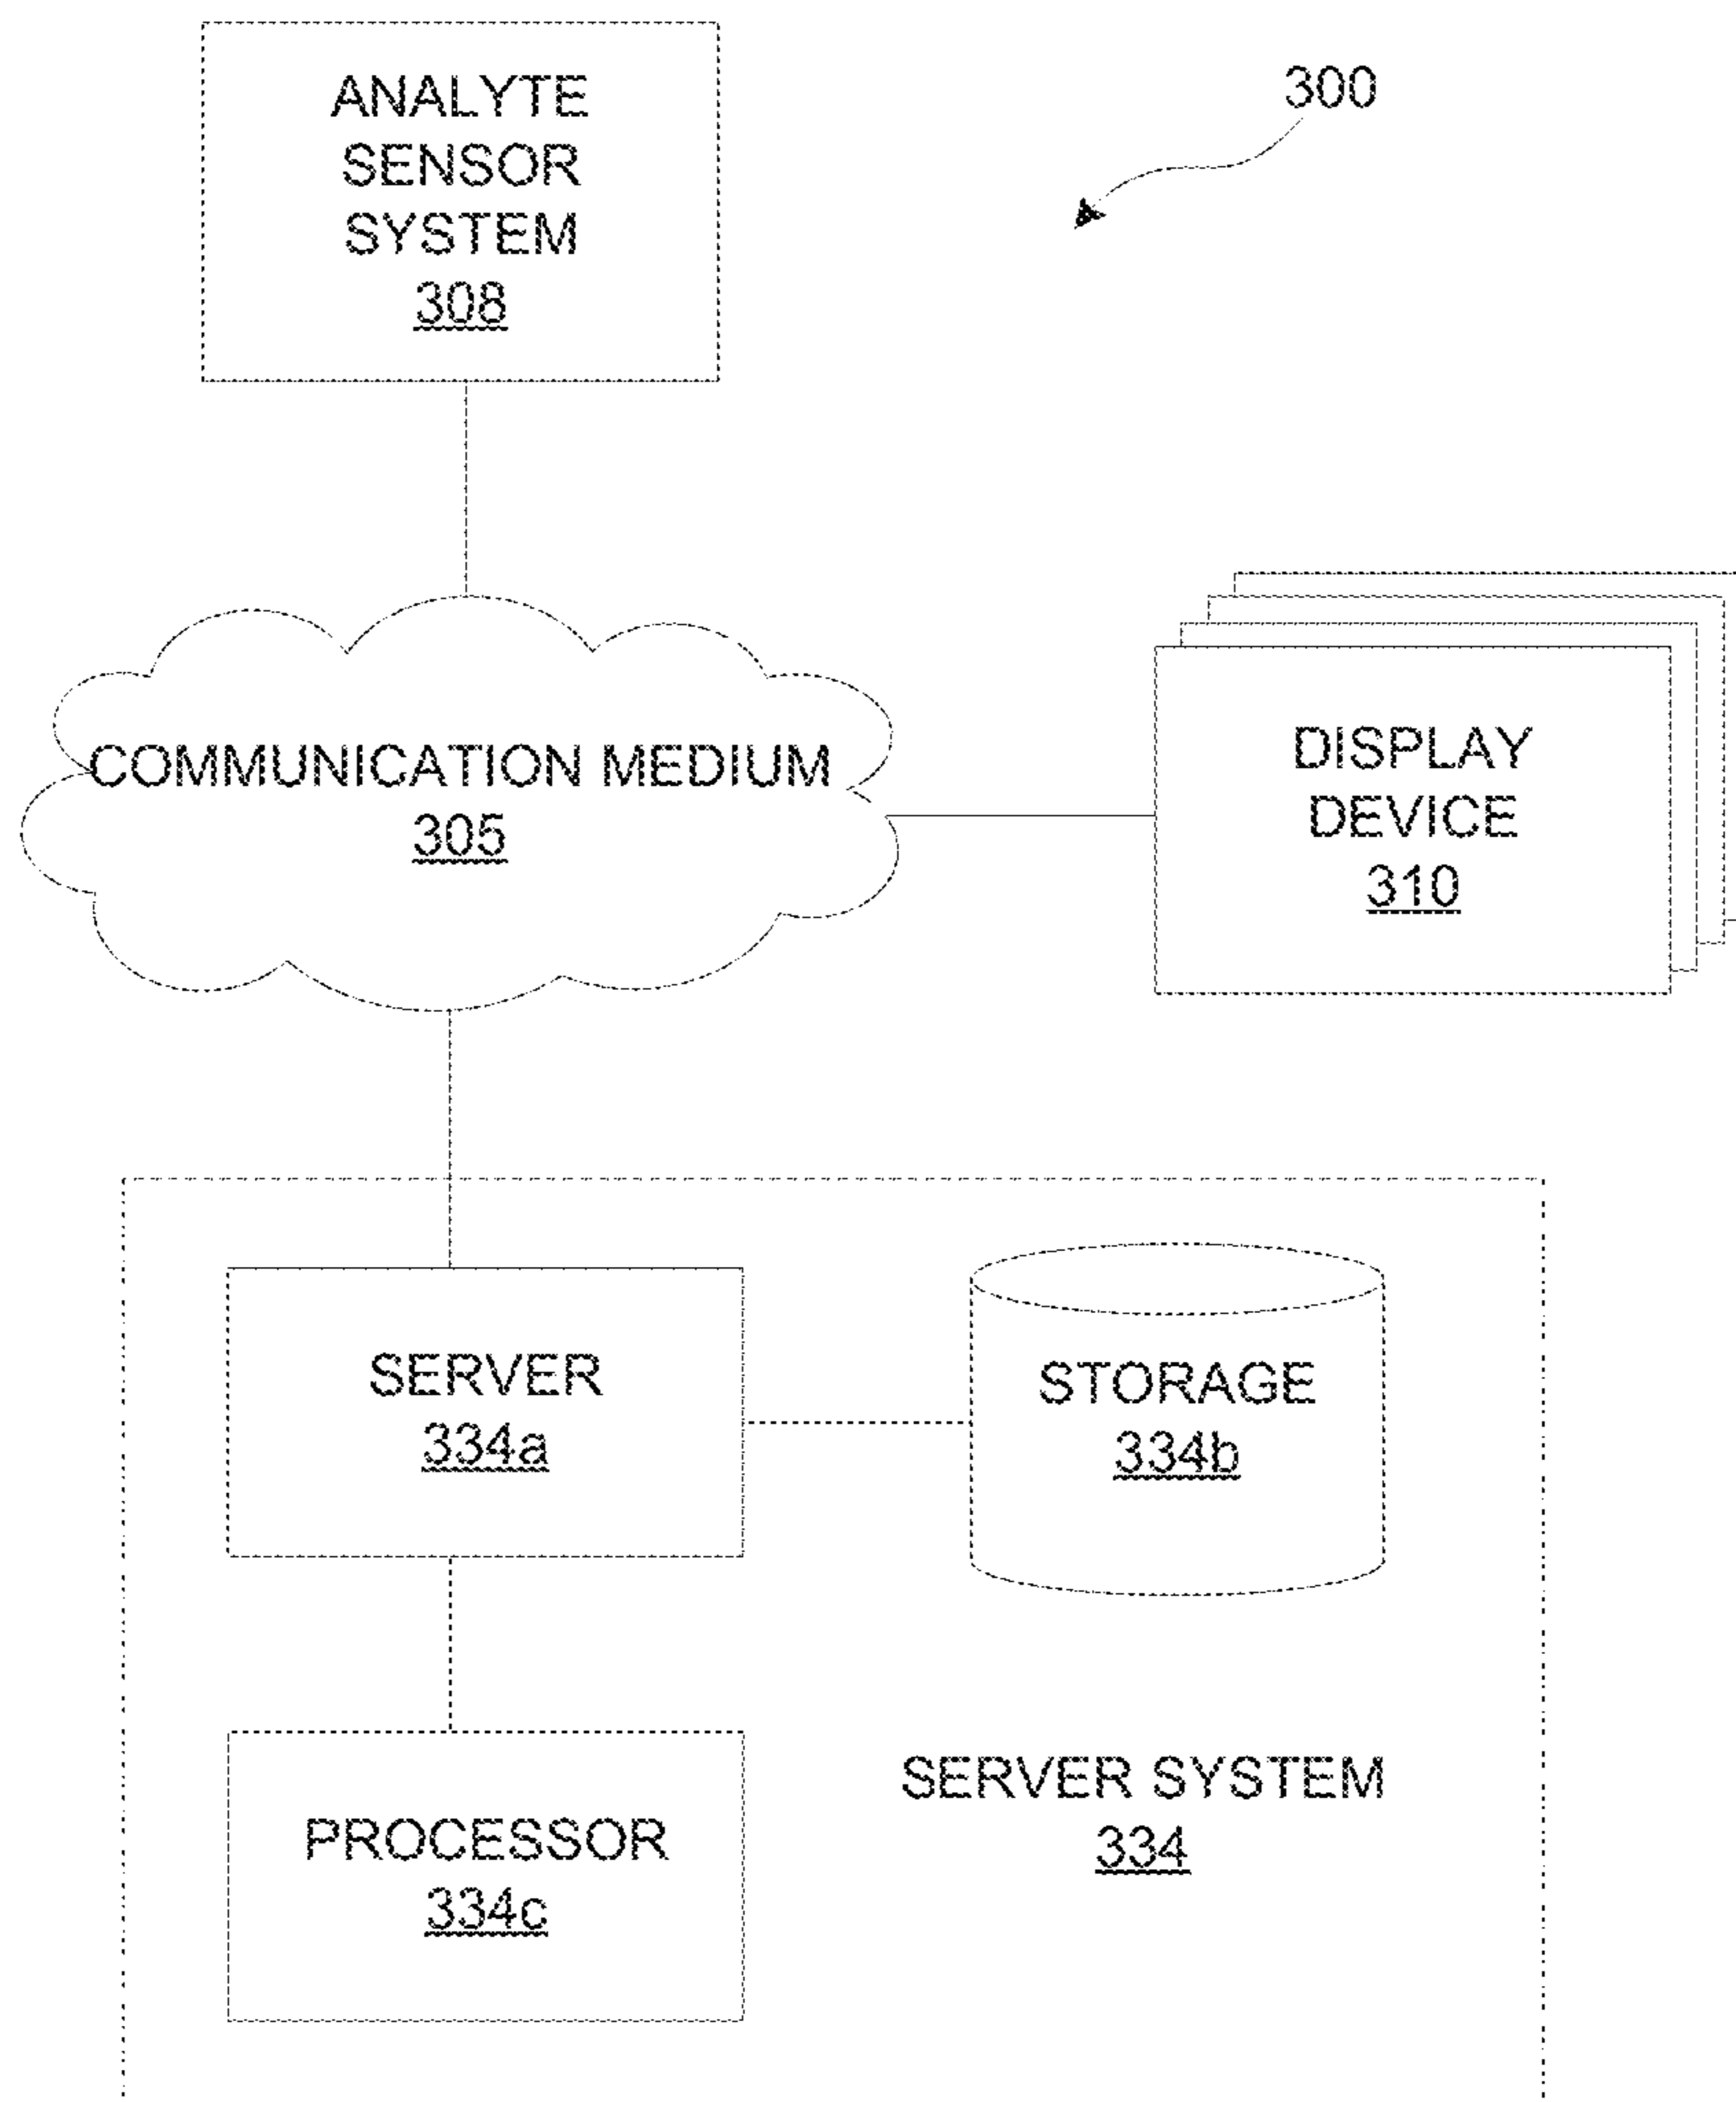 ANALYTE
SENSOR
SYSTEM
308
300
COMMUNICATION MEDIUM
305
DISPLAY
DEVICE
310
SERVER
334a
STORAGE
334b
PROCESSOR
334c
SERVER SYSTEM
334